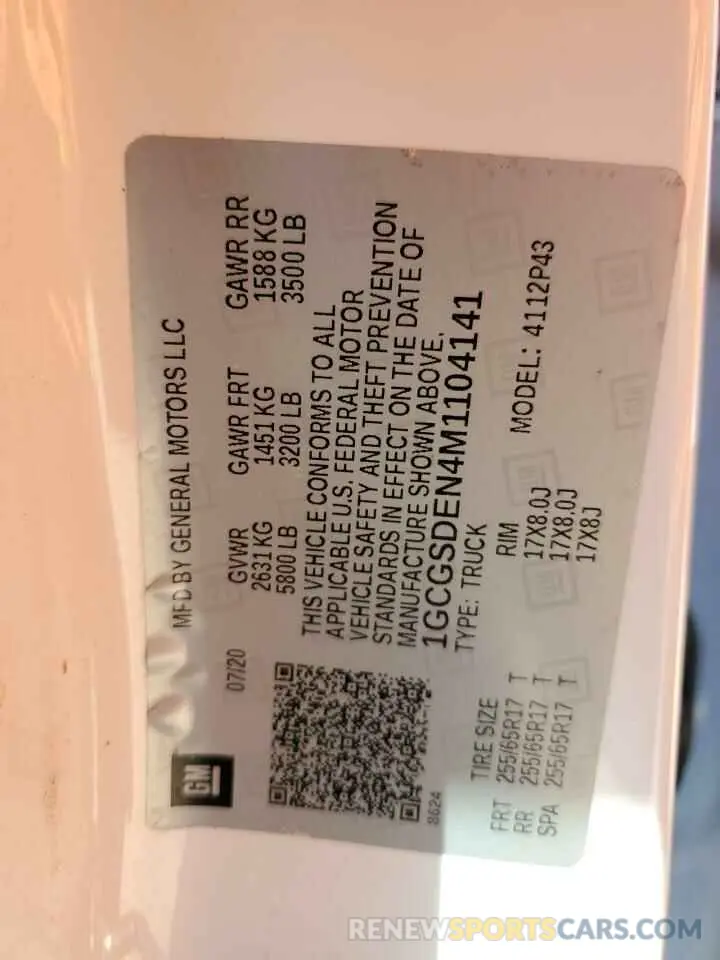 GM
MFD BY GENERAL MOTORS LLC
07/20
GVWR GAWR FRT GAWR RR
2631 KG 1451 KG 1588 KG
5800 LB 3200 LB 3500 LB
THIS VEHICLE CONFORMS TO ALL
APPLICABLE U.S. FEDERAL MOTOR
VEHICLE SAFETY AND THEFT PREVENTION
STANDARDS IN EFFECT ON THE DATE OF
MANUFACTURE SHOWN ABOVE.
1GCGSDEN4M1104141
TYPE: TRUCK MODEL: 4112P43
8624
TIRE SIZE RIM
FRT 255/65R17 T 17X8.0J
RR 255/65R17 T 17X8.0J
SPA 255/65R17 T 17X8J
RENEWSPORTSCARS.COM